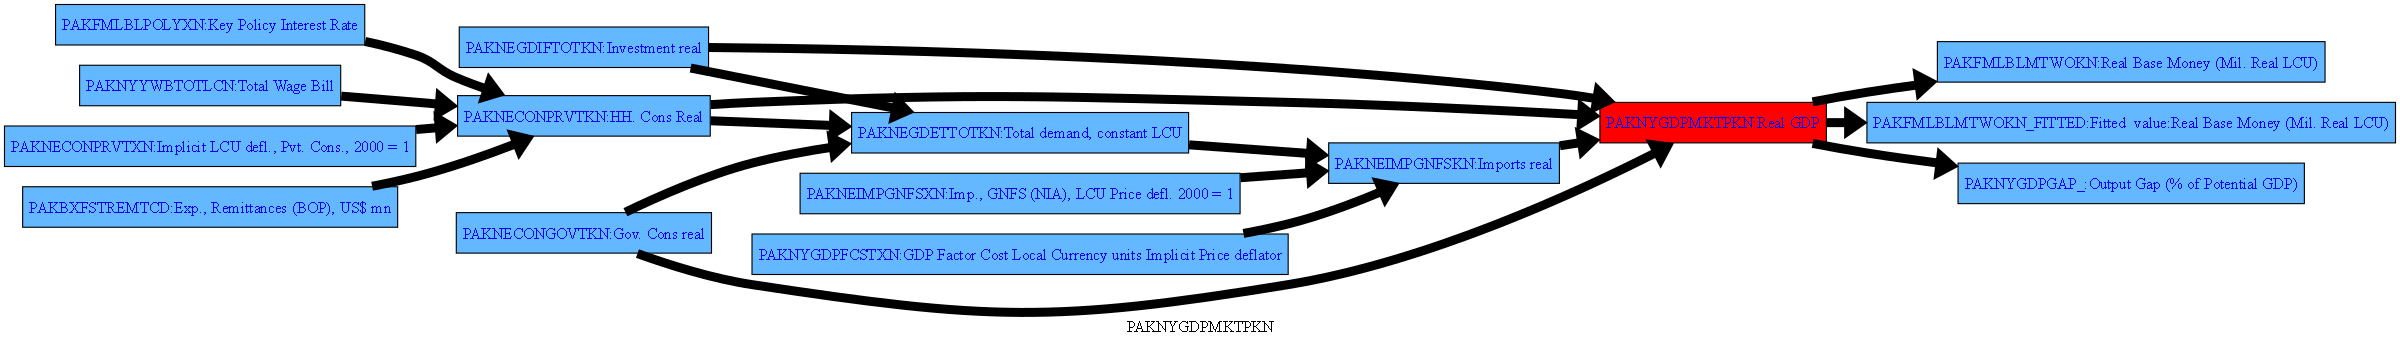 PAKFMLBLPOLYXN:Key Policy Interest Rate
PAKNYYWBTOTLCN:Total Wage Bill
PAKNECONPRVTXN:Implicit LCU defl., Pvt. Cons., 2000 = 1
PAKBXFSTREMTCD:Exp., Remittances (BOP), US$ mn
PAKNEGDIFTOTKN:Investment real
PAKNECONPRVTKN:HH. Cons Real
PAKNECONGOVTKN:Gov. Cons real
PAKNEGDETTOTKN:Total demand, constant LCU
PAKNEIMPGNFSXN:Imp., GNFS (NIA), LCU Price defl. 2000 = 1
PAKNYGDPFCSTXN:GDP Factor Cost Local Currency units Implicit Price deflator
PAKNEIMPGNFSKN:Imports real
PAKNYGDPMKTPKN:Real GDP
PAKFMLBLMTWOKN:Real Base Money (Mil. Real LCU)
PAKFMLBLMTWOKN_FITTED:Fitted value:Real Base Money (Mil. Real LCU)
PAKNYGDPGAP_:Output Gap (% of Potential GDP)
PAKNYGDPMKTPKN